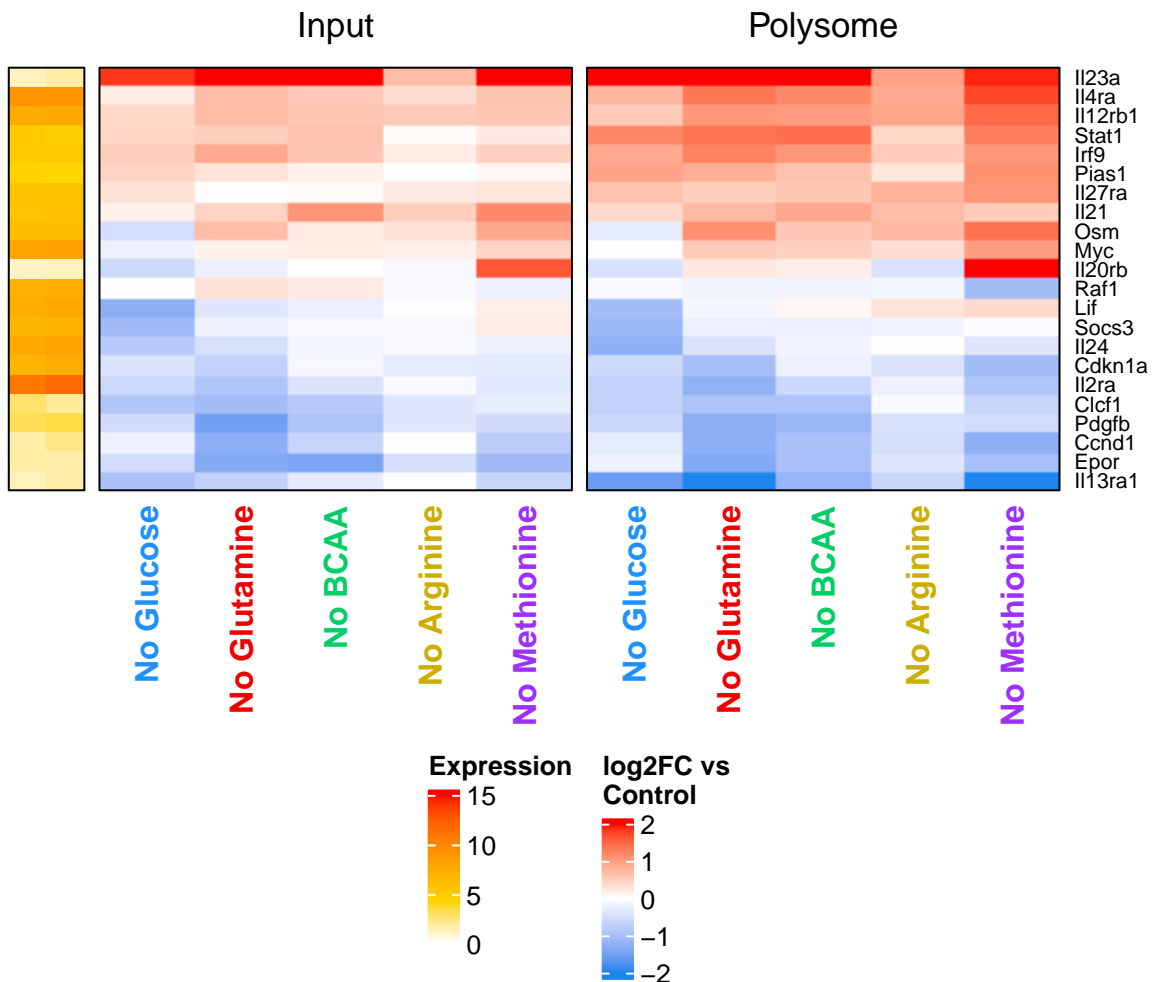 Input
Polysome
Il23a
Il4ra
Il12rb1
Stat1
Irf9
Pias1
Il27ra
Il21
Osm
Myc
Il20rb
Raf1
Lif
Socs3
Il24
Cdkn1a
Il2ra
Clcf1
Pdgfb
Ccnd1
Epor
Il13ra1
No Glucose
No Glutamine
No BCAA
No Arginine
No Methionine
No Glucose
No Glutamine
No BCAA
No Arginine
No Methionine
Expression
15
10
5
0
log2FC vs
Control
2
1
0
−1
−2